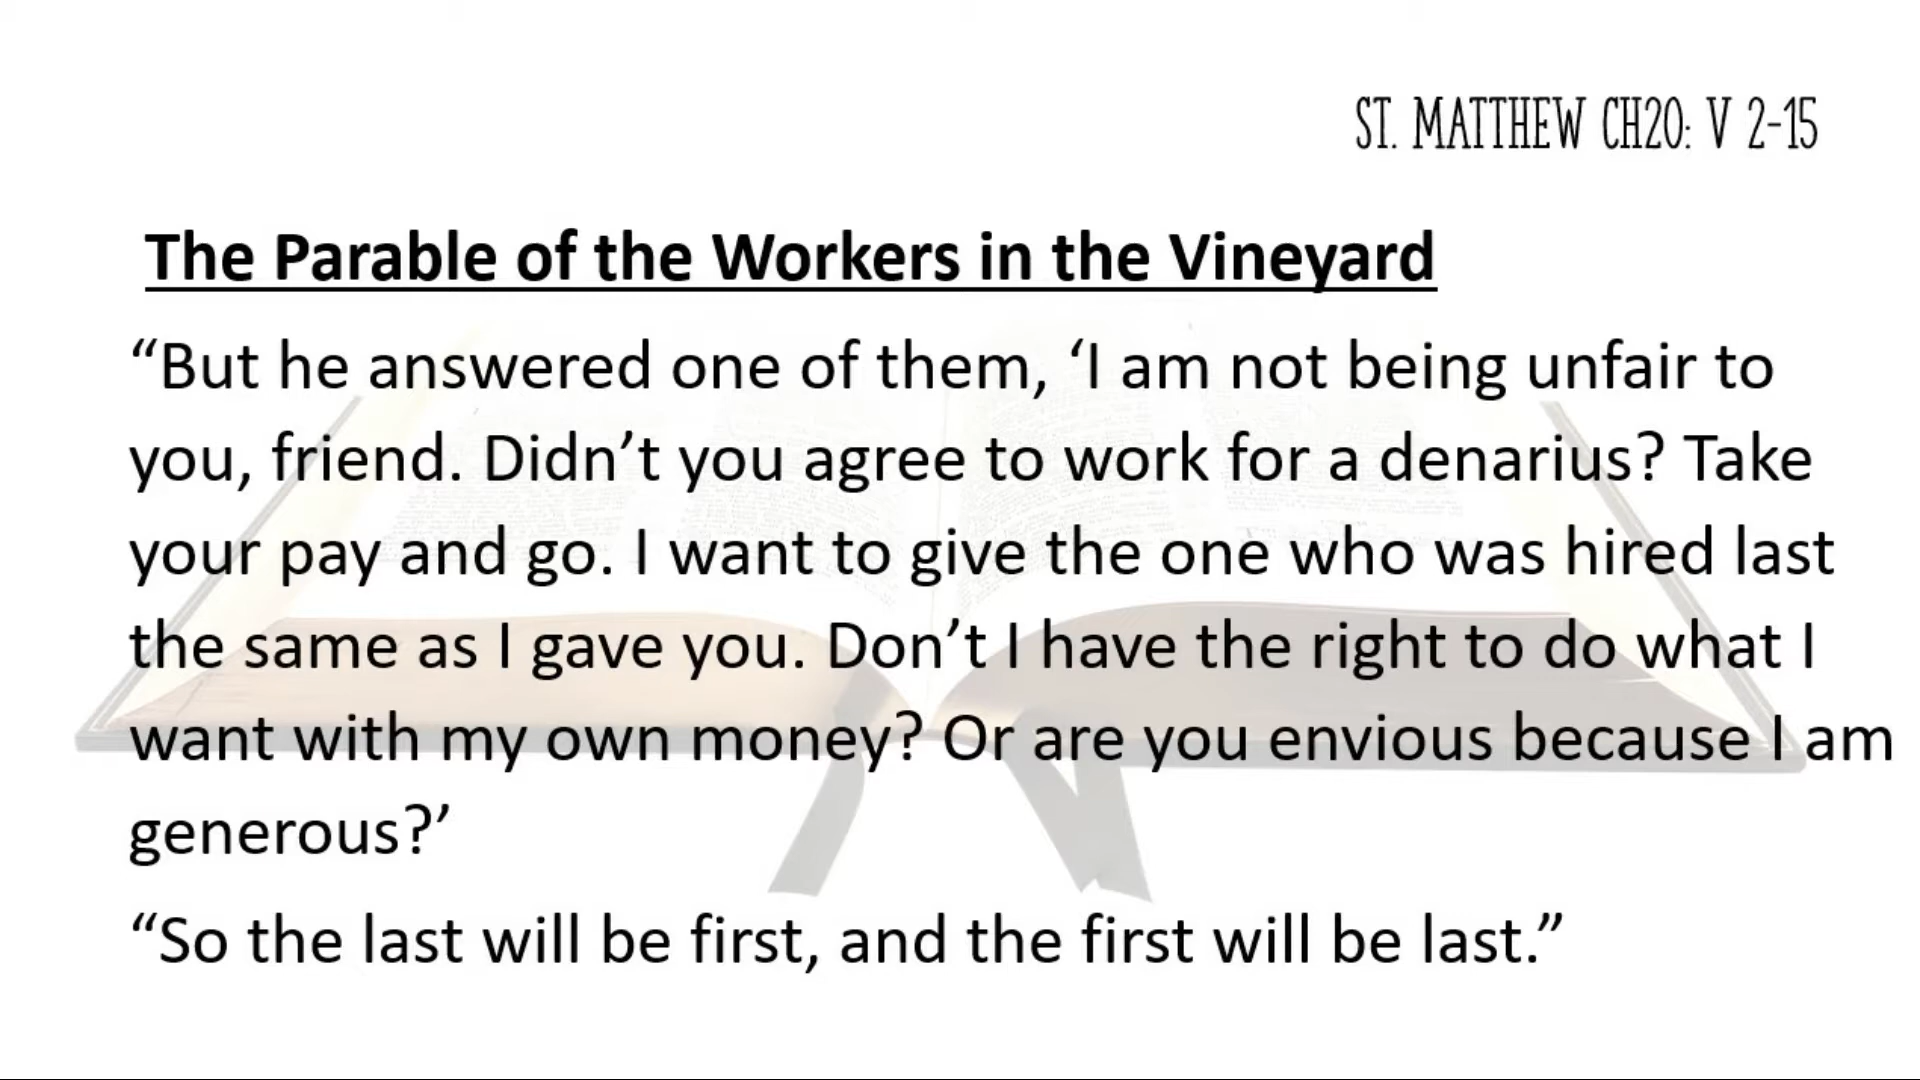 ST. MATTHEW CH20: V 2-15
The Parable of the Workers in the Vineyard
“But he answered one of them, ‘I am not being unfair to
you, friend. Didn’t you agree to work for a denarius? Take
your pay and go. I want to give the one who was hired last
the same as I gave you. Don’t I have the right to do what I
want with my own money? Or are you envious because I am
generous?’
“So the last will be first, and the first will be last.”